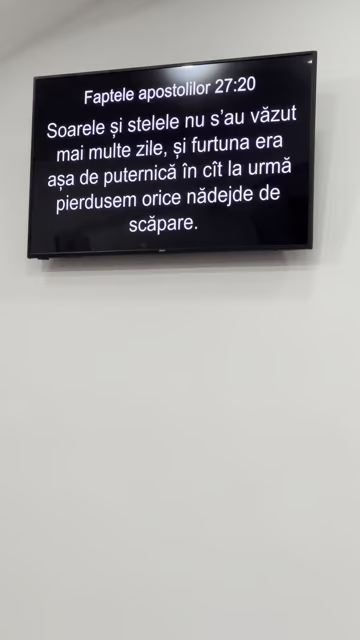 Faptele apostolilor 27:20
Soarele și stelele nu s'au văzut
mai multe zile, și furtuna era
așa de puternică în cît la urmă
pierdusem orice nădejde de
scăpare.